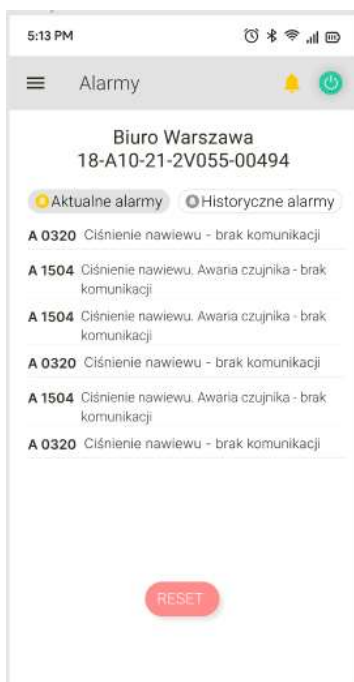 5:13 PM
Alarmy
Biuro Warszawa
18-A10-21-2V055-00494
Aktualne alarmy Historyczne alarmy
A 0320 Ciśnienie nawiewu - brak komunikacji
A 1504 Ciśnienie nawiewu. Awaria czujnika - brak
komunikacji
A 1504 Ciśnienie nawiewu. Awaria czujnika - brak
komunikacji
A 0320 Ciśnienie nawiewu - brak komunikacji
A 1504 Ciśnienie nawiewu. Awaria czujnika - brak
komunikacji
A 0320 Ciśnienie nawiewu - brak komunikacji
RESET